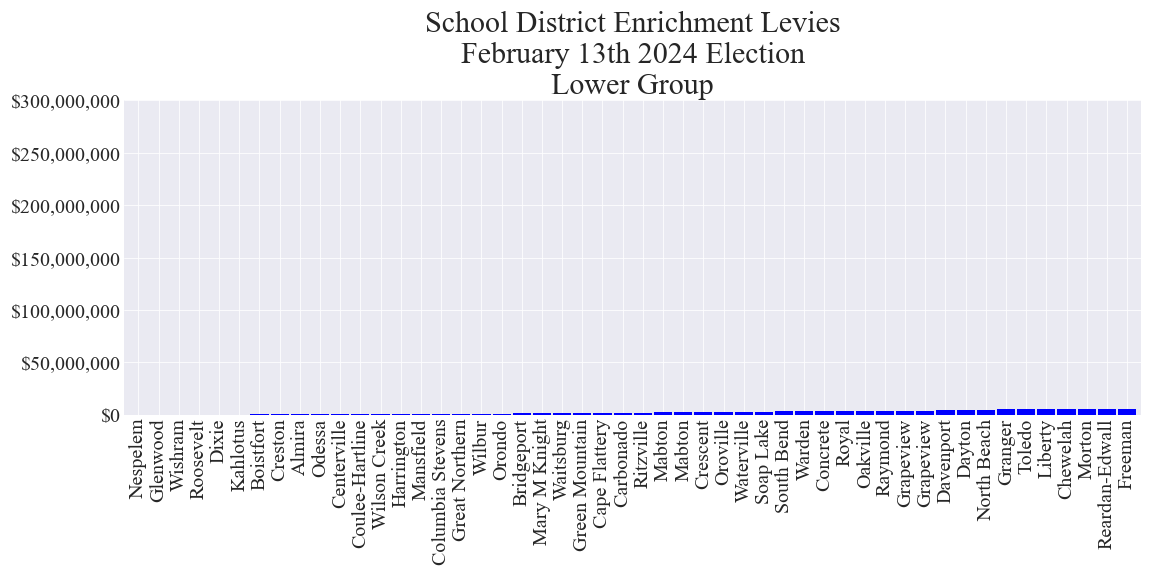 School District Enrichment Levies
February 13th 2024 Election
Lower Group
$300,000,000
$250,000,000
$200,000,000
$150,000,000
$100,000,000
$50,000,000
$0
Nespelem
Glenwood
Wishram
Roosevelt
Dixie
Kahlotus
Boistfort
Creston
Almira
Odessa
Centerville
Coulee-Hartline
Wilson Creek
Harrington
Mansfield
Columbia Stevens
Great Northern
Wilbur
Orondo
Bridgeport
Mary M Knight
Waitsburg
Green Mountain
Cape Flattery
Carbonado
Ritzville
Mabton
Mabton
Crescent
Oroville
Waterville
Soap Lake
South Bend
Warden
Concrete
Royal
Oakville
Raymond
Grapeview
Grapeview
Davenport
Dayton
North Beach
Granger
Toledo
Liberty
Chewelah
Morton
Reardan-Edwall
Freeman